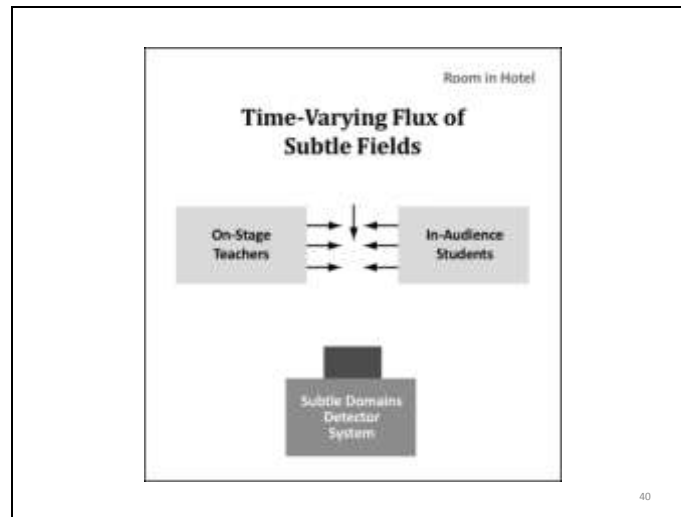 Room in Hotel
Time-Varying Flux of
Subtle Fields
On-Stage
Teachers
In-Audience
Students
Subtle Domains
Detector
System
40